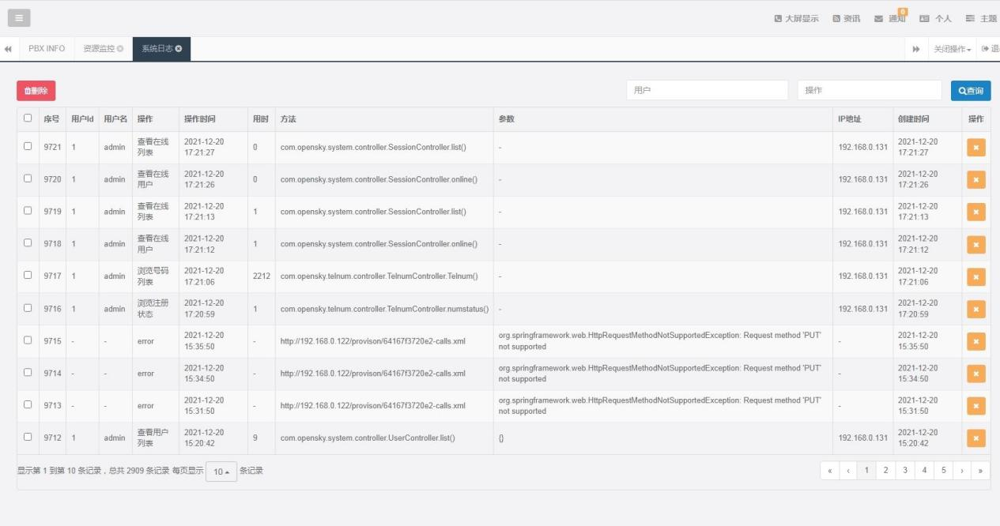 大屏显示 资讯 通知 0 个人 主题
PBX INFO 资源监控 系统日志 关闭操作
删除 用户 操作 查询
序号 用户Id 用户名 操作 操作时间 用时 方法 参数 IP地址 创建时间 操作
9721 1 admin 查看在线列表 2021-12-20 17:21:27 0 com.opensky.system.controller.SessionController.list() - 192.168.0.131 2021-12-20 17:21:27
9720 1 admin 查看在线用户 2021-12-20 17:21:26 0 com.opensky.system.controller.SessionController.online() - 192.168.0.131 2021-12-20 17:21:26
9719 1 admin 查看在线列表 2021-12-20 17:21:13 1 com.opensky.system.controller.SessionController.list() - 192.168.0.131 2021-12-20 17:21:13
9718 1 admin 查看在线用户 2021-12-20 17:21:12 1 com.opensky.system.controller.SessionController.online() - 192.168.0.131 2021-12-20 17:21:12
9717 1 admin 浏览号码列表 2021-12-20 17:21:06 2212 com.opensky.telnum.controller.TelnumController.Telnum() - 192.168.0.131 2021-12-20 17:21:06
9716 1 admin 浏览注册状态 2021-12-20 17:20:59 1 com.opensky.telnum.controller.TelnumController.numstatus() - 192.168.0.131 2021-12-20 17:20:59
9715 - - error 2021-12-20 15:35:50 - http://192.168.0.122/provison/64167f3720e2-calls.xml org.springframework.web.HttpRequestMethodNotSupportedException: Request method 'PUT' not supported - 2021-12-20 15:35:50
9714 - - error 2021-12-20 15:34:50 - http://192.168.0.122/provison/64167f3720e2-calls.xml org.springframework.web.HttpRequestMethodNotSupportedException: Request method 'PUT' not supported - 2021-12-20 15:34:50
9713 - - error 2021-12-20 15:31:50 - http://192.168.0.122/provison/64167f3720e2-calls.xml org.springframework.web.HttpRequestMethodNotSupportedException: Request method 'PUT' not supported - 2021-12-20 15:31:50
9712 1 admin 查看用户列表 2021-12-20 15:20:42 9 com.opensky.system.controller.UserController.list() {} 192.168.0.131 2021-12-20 15:20:42
显示第 1 到第 10 条记录，总共 2909 条记录 每页显示 10 条记录 « ‹ 1 2 3 4 5 › »